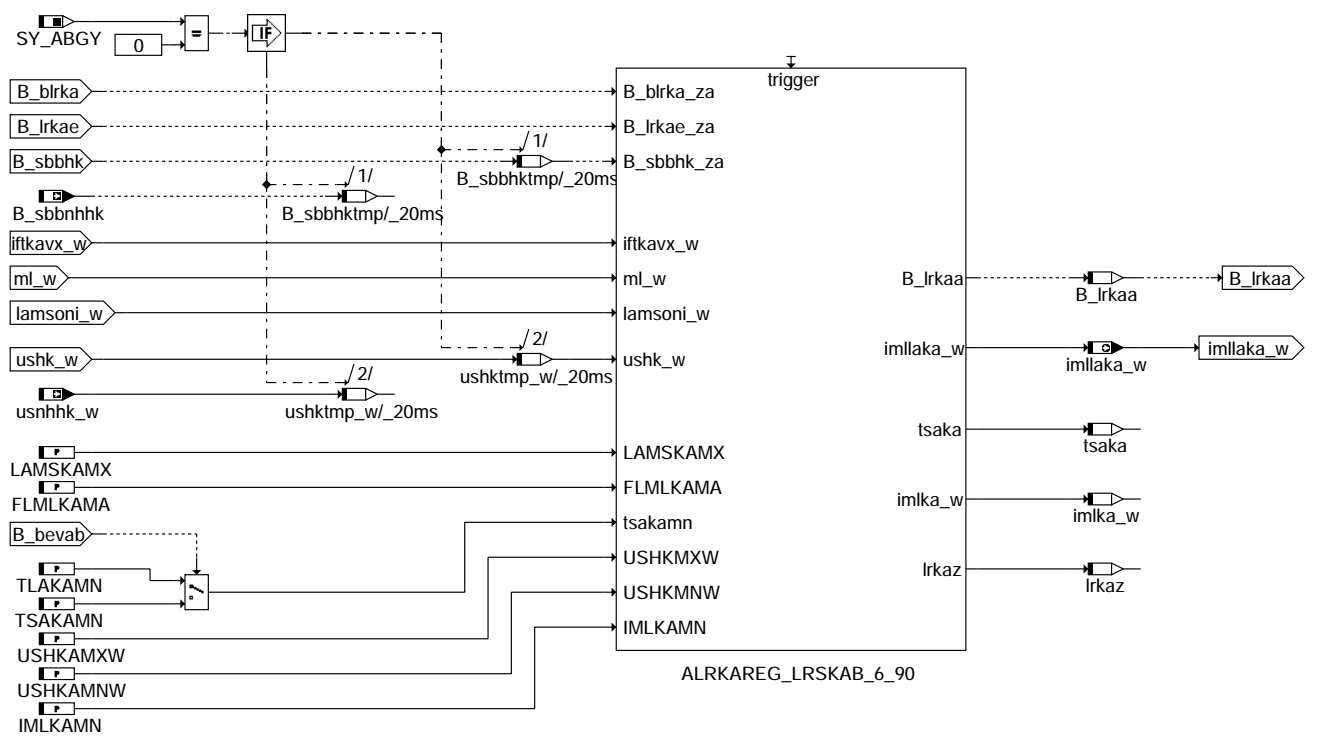 SY_ABGY
0
=
IF
trigger
B_blrka
B_blrka_za
B_lrkae
B_lrkae_za
/1/
B_sbbhk
B_sbbhk_za
B_sbbhktmp/_20ms
/1/
B_sbbnhhk
B_sbbhktmp/_20ms
iftkavx_w
iftkavx_w
ml_w
ml_w
B_lrkaa
B_lrkaa
B_lrkaa
lamsoni_w
lamsoni_w
/2/
imllaka_w
imllaka_w
imllaka_w
ushk_w
ushk_w
ushktmp_w/_20ms
/2/
usnhhk_w
ushktmp_w/_20ms
tsaka
tsaka
P
LAMSKAMX
LAMSKAMX
P
FLMLKAMA
FLMLKAMA
imlka_w
imlka_w
B_bevab
tsakamn
P
TLAKAMN
USHKMXW
lrkaz
lrkaz
P
TSAKAMN
USHKMNW
P
USHKAMXW
IMLKAMN
P
USHKAMNW
P
IMLKAMN
ALRKAREG_LRSKAB_6_90